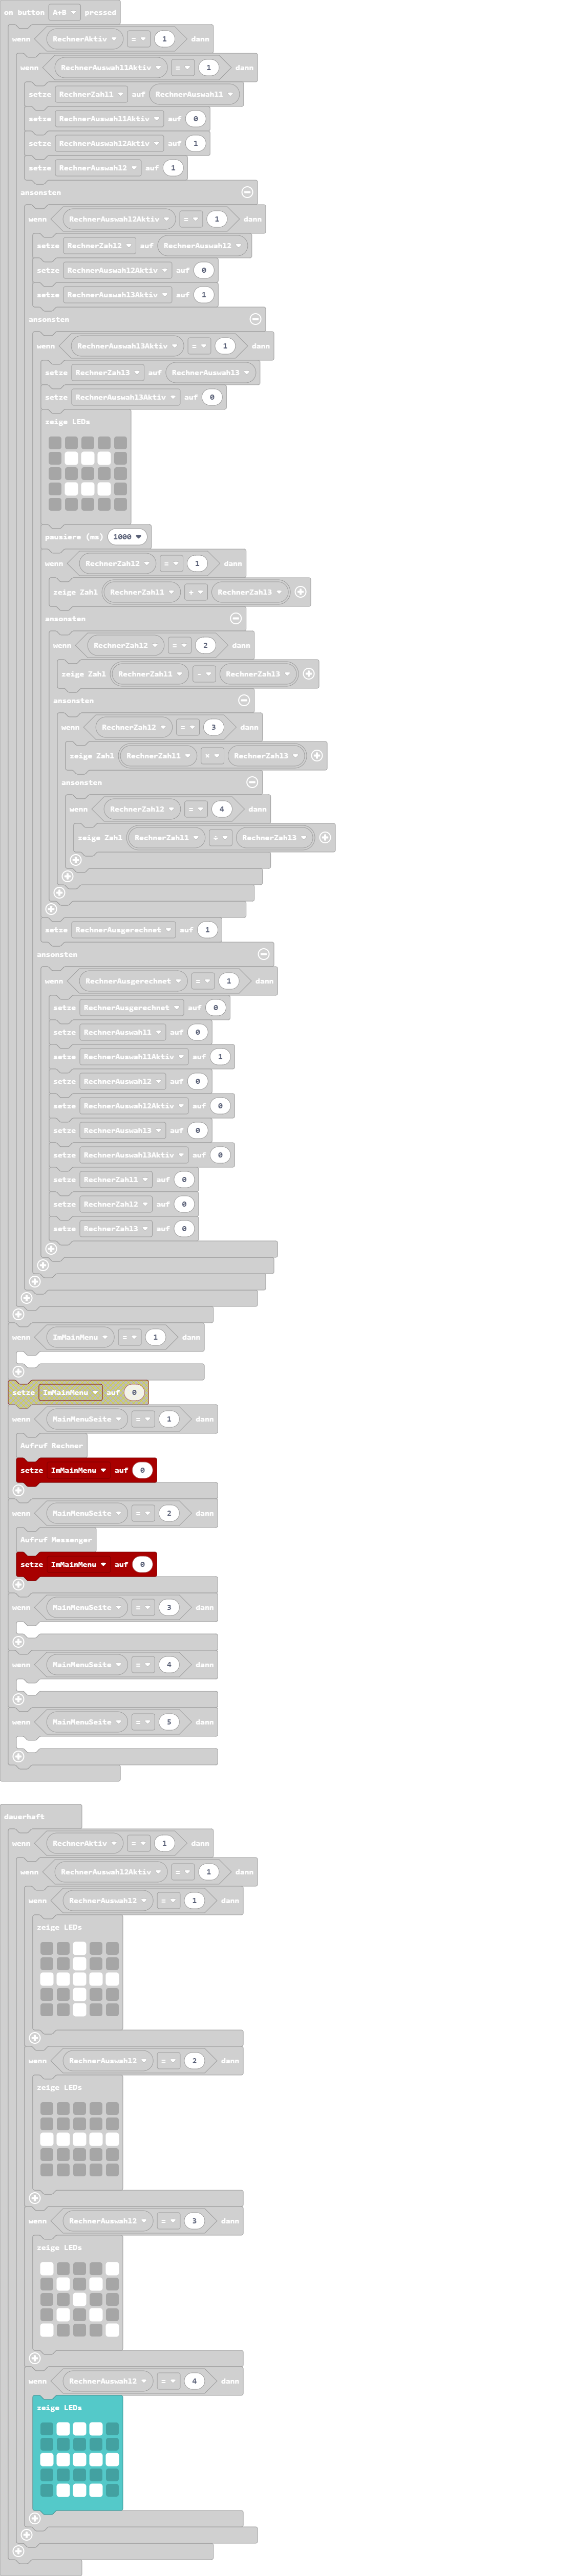 on button A+B pressed
wenn RechnerAktiv = 1 dann
wenn RechnerAuswahl1Aktiv = 1 dann
setze RechnerZahl1 auf RechnerAuswahl1
setze RechnerAuswahl1Aktiv auf 0
setze RechnerAuswahl2Aktiv auf 1
setze RechnerAuswahl2 auf 1
ansonsten
wenn RechnerAuswahl2Aktiv = 1 dann
setze RechnerZahl2 auf RechnerAuswahl2
setze RechnerAuswahl2Aktiv auf 0
setze RechnerAuswahl3Aktiv auf 1
ansonsten
wenn RechnerAuswahl3Aktiv = 1 dann
setze RechnerZahl3 auf RechnerAuswahl3
setze RechnerAuswahl3Aktiv auf 0
zeige LEDs
pausiere (ms) 1000
wenn RechnerZahl2 = 1 dann
zeige Zahl RechnerZahl1 + RechnerZahl3
ansonsten
wenn RechnerZahl2 = 2 dann
zeige Zahl RechnerZahl1 - RechnerZahl3
ansonsten
wenn RechnerZahl2 = 3 dann
zeige Zahl RechnerZahl1 × RechnerZahl3
ansonsten
wenn RechnerZahl2 = 4 dann
zeige Zahl RechnerZahl1 ÷ RechnerZahl3
setze RechnerAusgerechnet auf 1
ansonsten
wenn RechnerAusgerechnet = 1 dann
setze RechnerAusgerechnet auf 0
setze RechnerAuswahl1 auf 0
setze RechnerAuswahl1Aktiv auf 1
setze RechnerAuswahl2 auf 0
setze RechnerAuswahl2Aktiv auf 0
setze RechnerAuswahl3 auf 0
setze RechnerAuswahl3Aktiv auf 0
setze RechnerZahl1 auf 0
setze RechnerZahl2 auf 0
setze RechnerZahl3 auf 0
wenn ImMainMenu = 1 dann
setze ImMainMenu auf 0
wenn MainMenuSeite = 1 dann
Aufruf Rechner
setze ImMainMenu auf 0
wenn MainMenuSeite = 2 dann
Aufruf Messenger
setze ImMainMenu auf 0
wenn MainMenuSeite = 3 dann
wenn MainMenuSeite = 4 dann
wenn MainMenuSeite = 5 dann
dauerhaft
wenn RechnerAktiv = 1 dann
wenn RechnerAuswahl2Aktiv = 1 dann
wenn RechnerAuswahl2 = 1 dann
zeige LEDs
wenn RechnerAuswahl2 = 2 dann
zeige LEDs
wenn RechnerAuswahl2 = 3 dann
zeige LEDs
wenn RechnerAuswahl2 = 4 dann
zeige LEDs